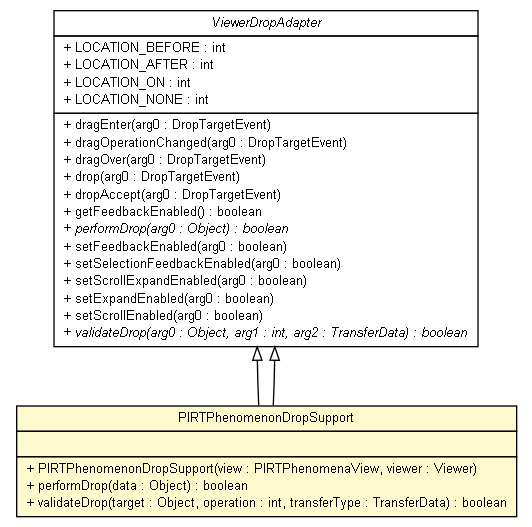 ViewerDropAdapter
+ LOCATION_BEFORE : int
+ LOCATION_AFTER : int
+ LOCATION_ON : int
+ LOCATION_NONE : int
+ dragEnter(arg0 : DropTargetEvent)
+ dragOperationChanged(arg0 : DropTargetEvent)
+ dragOver(arg0 : DropTargetEvent)
+ drop(arg0 : DropTargetEvent)
+ dropAccept(arg0 : DropTargetEvent)
+ getFeedbackEnabled() : boolean
+ performDrop(arg0 : Object) : boolean
+ setFeedbackEnabled(arg0 : boolean)
+ setSelectionFeedbackEnabled(arg0 : boolean)
+ setScrollExpandEnabled(arg0 : boolean)
+ setExpandEnabled(arg0 : boolean)
+ setScrollEnabled(arg0 : boolean)
+ validateDrop(arg0 : Object, arg1 : int, arg2 : TransferData) : boolean
PIRTPhenomenonDropSupport
+ PIRTPhenomenonDropSupport(view : PIRTPhenomenaView, viewer : Viewer)
+ performDrop(data : Object) : boolean
+ validateDrop(target : Object, operation : int, transferType : TransferData) : boolean